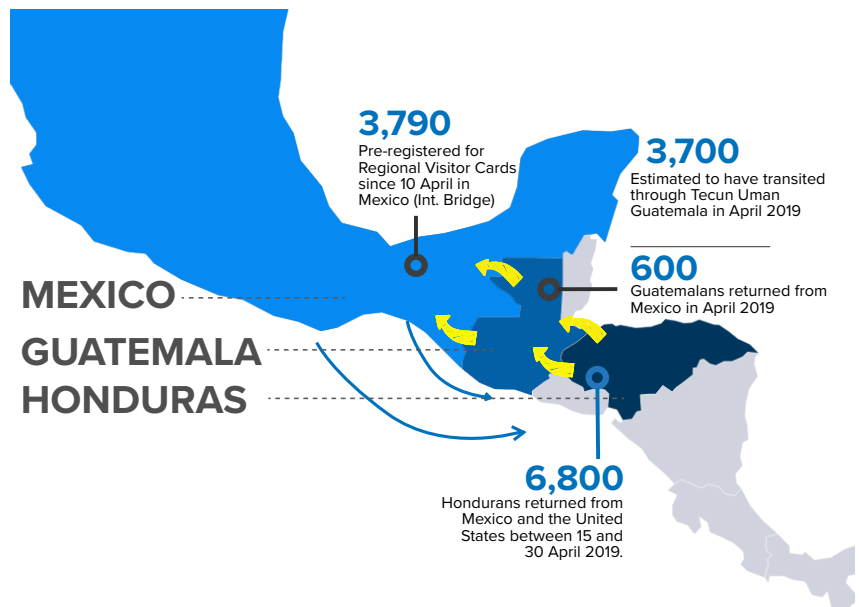 3,790
Pre-registered for
Regional Visitor Cards
since 10 April in
Mexico (Int. Bridge)
3,700
Estimated to have transited
through Tecun Uman
Guatemala in April 2019
600
Guatemalans returned from
Mexico in April 2019
MEXICO
GUATEMALA
HONDURAS
6,800
Hondurans returned from
Mexico and the United
States between 15 and
30 April 2019.